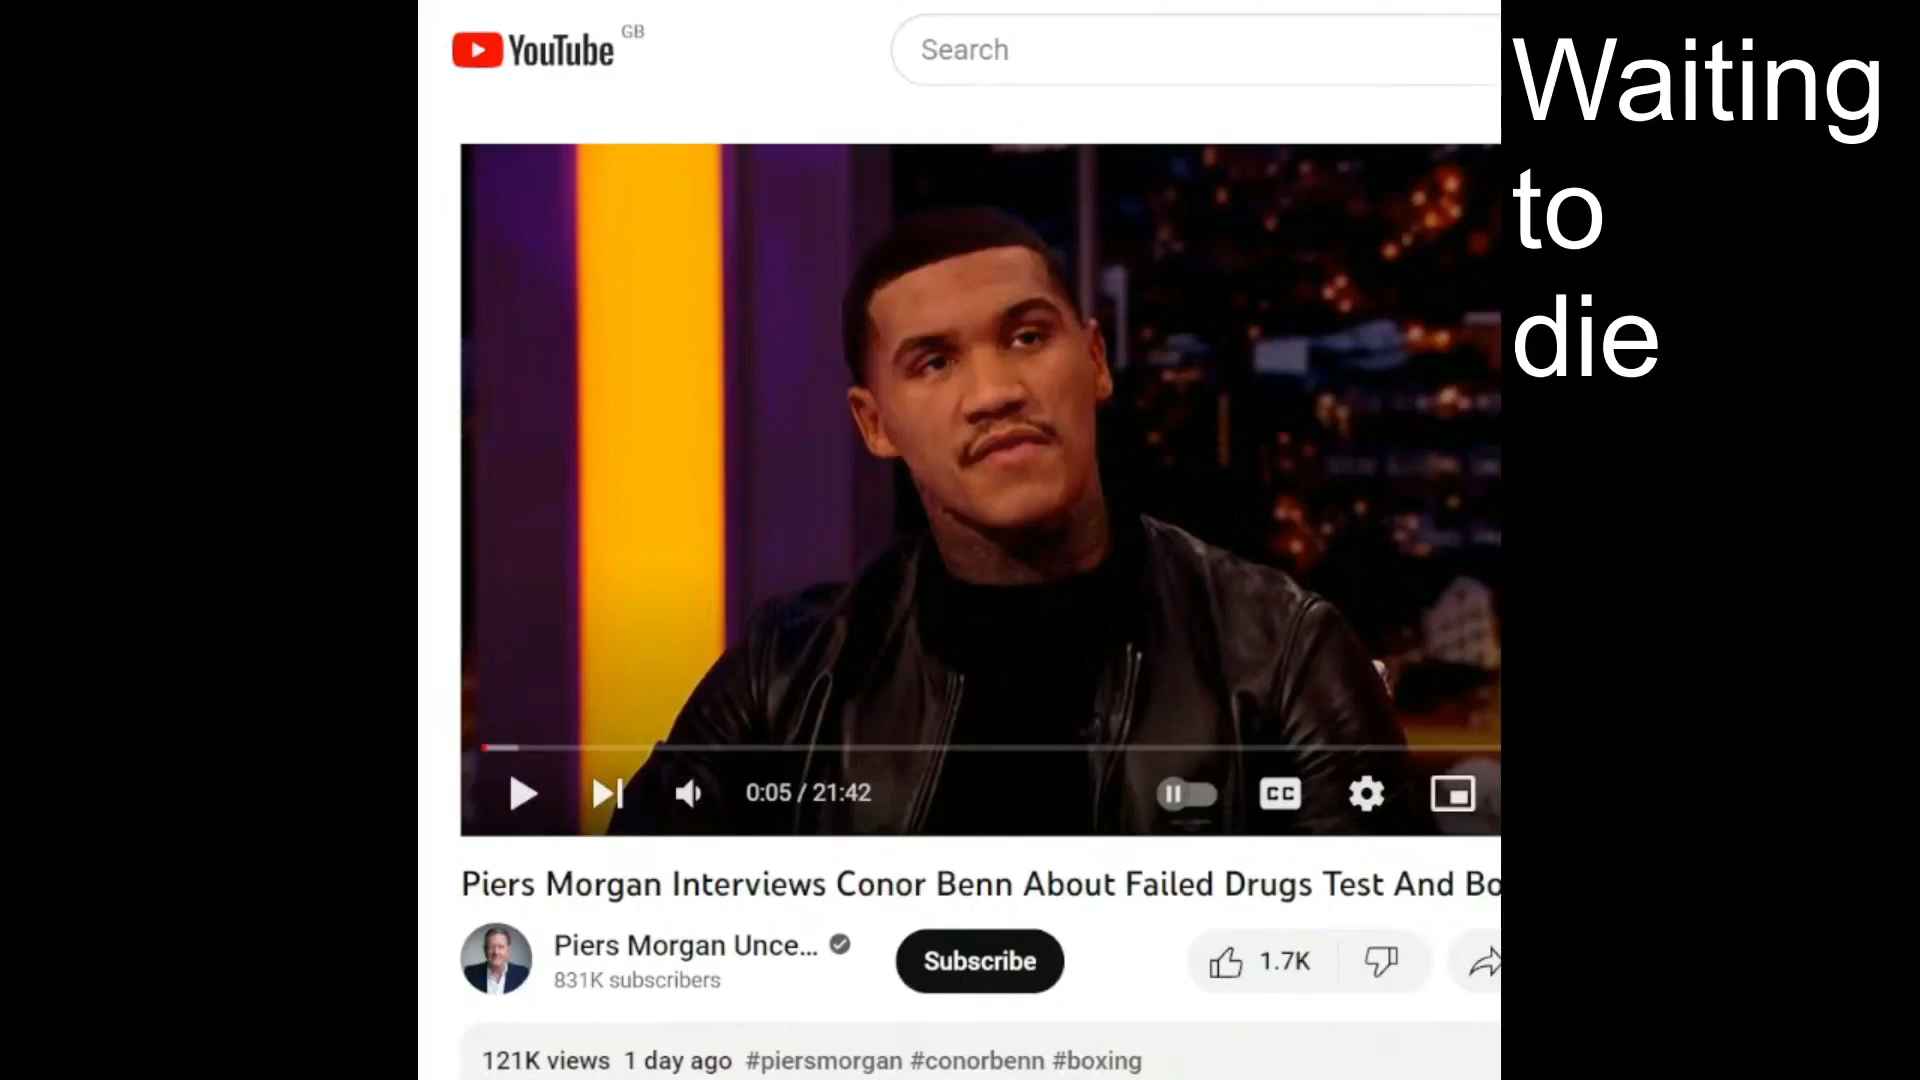 YouTube GB
Search
Waiting
to
die
0:05 / 21:42
CC
Piers Morgan Interviews Conor Benn About Failed Drugs Test And Bo
Piers Morgan Unce...
831K subscribers
Subscribe
1.7K
121K views 1 day ago #piersmorgan #conorbenn #boxing